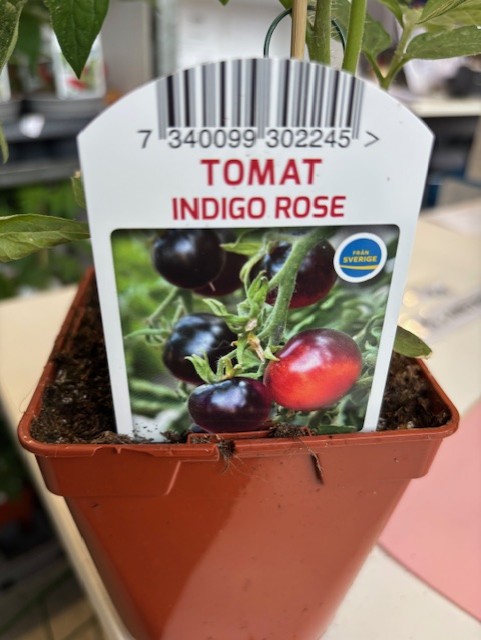 7 340099 302245 >
TOMAT
INDIGO ROSE
FRÅN
SVERIGE